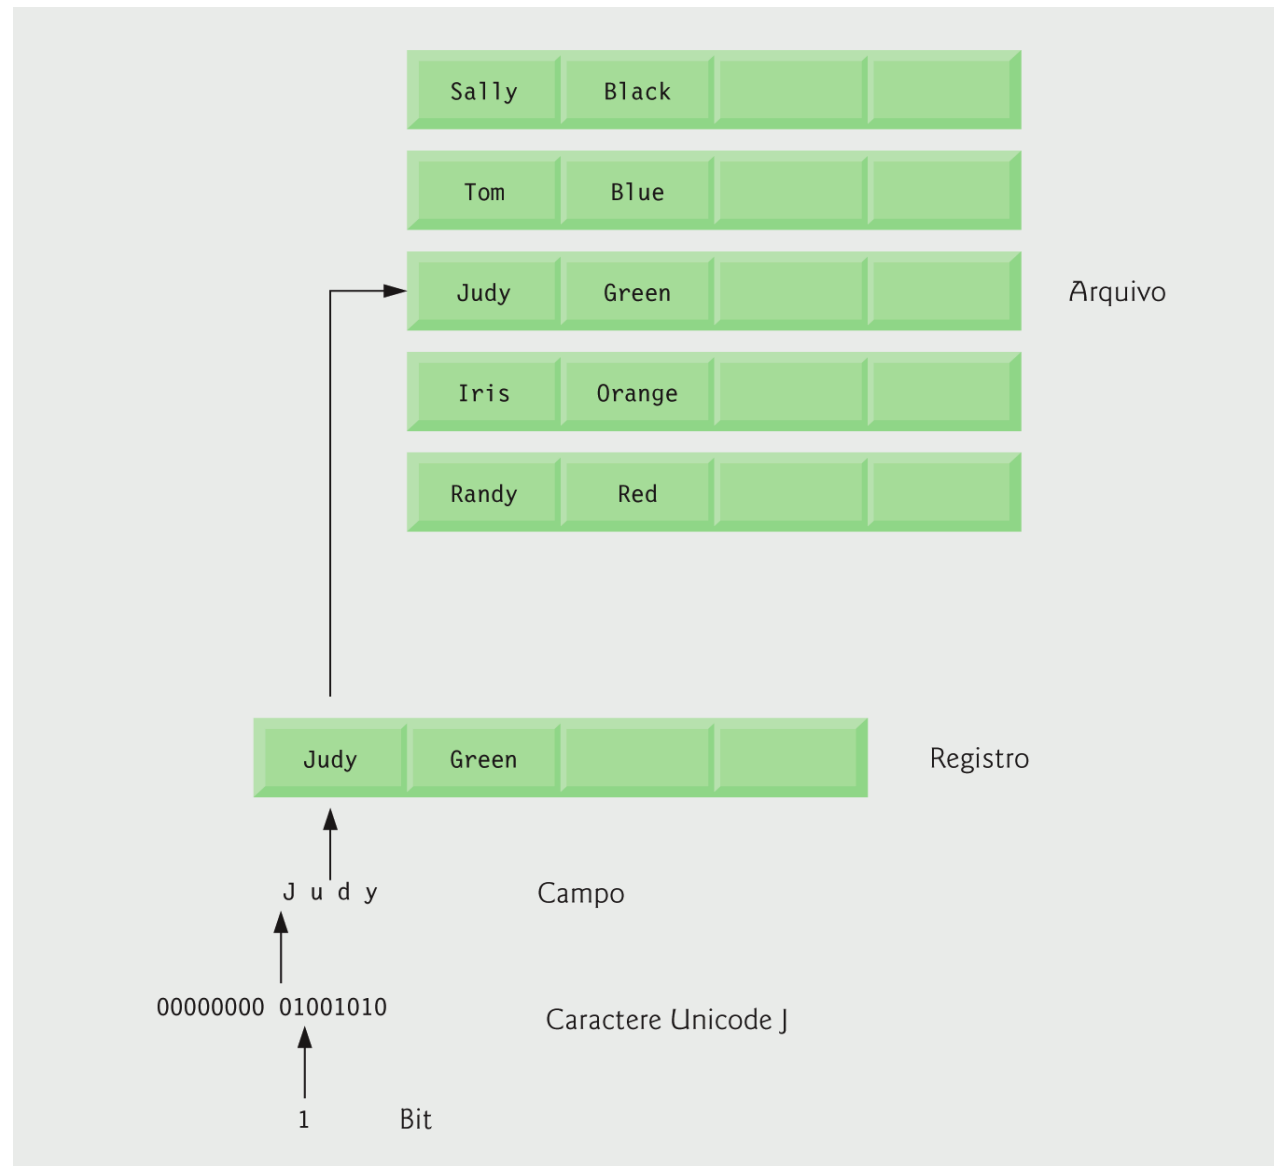 Sally Black
Tom Blue
Judy Green Arquivo
Iris Orange
Randy Red
Judy Green Registro
Judy Campo
00000000 01001010 Caractere Unicode J
1 Bit